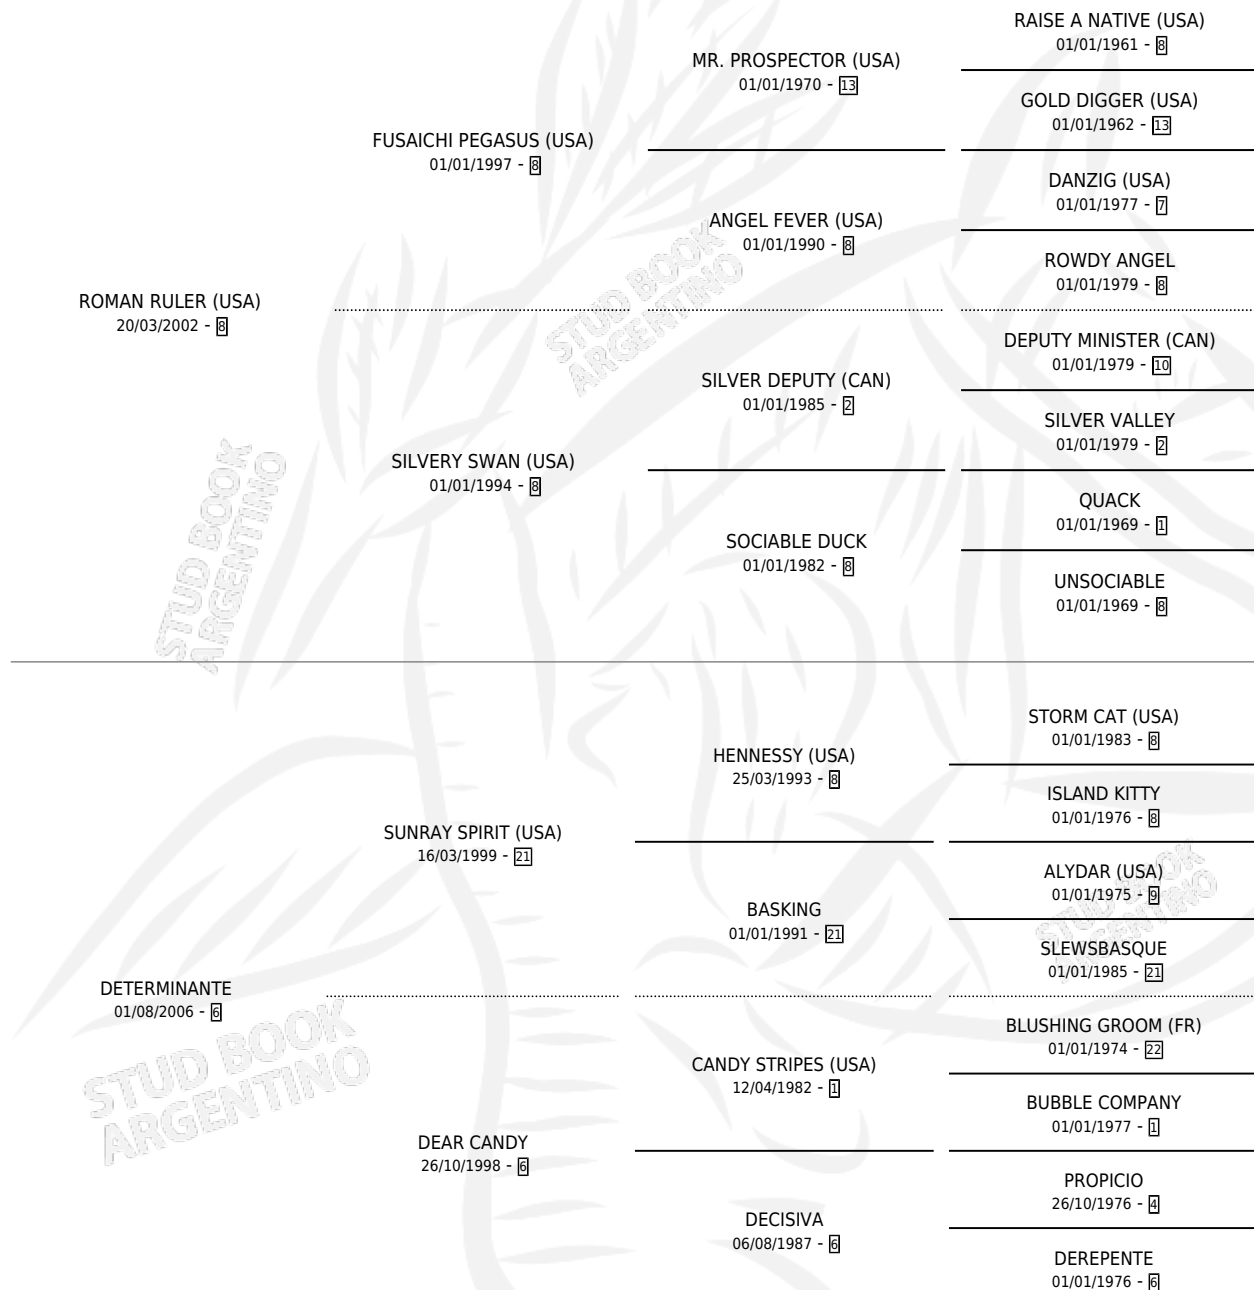 RAISE A NATIVE (USA)
01/01/1961 - 8
MR. PROSPECTOR (USA)
01/01/1970 - 13
GOLD DIGGER (USA)
01/01/1962 - 13
FUSAICHI PEGASUS (USA)
01/01/1997 - 8
DANZIG (USA)
01/01/1977 - 7
ANGEL FEVER (USA)
01/01/1990 - 8
ROWDY ANGEL
01/01/1979 - 8
ROMAN RULER (USA)
20/03/2002 - 8
DEPUTY MINISTER (CAN)
01/01/1979 - 10
SILVER DEPUTY (CAN)
01/01/1985 - 2
SILVER VALLEY
01/01/1979 - 2
SILVERY SWAN (USA)
01/01/1994 - 8
QUACK
01/01/1969 - 1
SOCIABLE DUCK
01/01/1982 - 8
UNSOCIABLE
01/01/1969 - 8
STORM CAT (USA)
01/01/1983 - 8
HENNESSY (USA)
25/03/1993 - 8
ISLAND KITTY
01/01/1976 - 8
SUNRAY SPIRIT (USA)
16/03/1999 - 21
ALYDAR (USA)
01/01/1975 - 9
BASKING
01/01/1991 - 21
SLEWSBASQUE
01/01/1985 - 21
DETERMINANTE
01/08/2006 - 6
BLUSHING GROOM (FR)
01/01/1974 - 22
CANDY STRIPES (USA)
12/04/1982 - 1
BUBBLE COMPANY
01/01/1977 - 1
DEAR CANDY
26/10/1998 - 6
PROPICIO
26/10/1976 - 4
DECISIVA
06/08/1987 - 6
DEREPENTE
01/01/1976 - 6
STUD BOOK
ARGENTINO
STUD BOOK
ARGENTINO
STUD BOOK
ARGENTINO
STUD BOOK
ARGENTINO